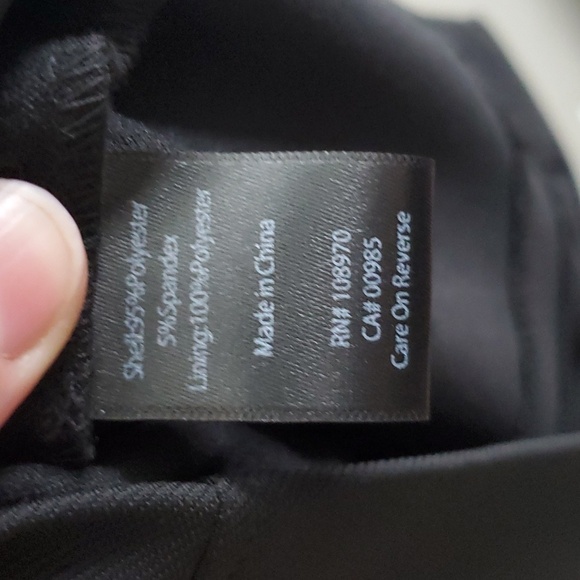 Shell:95%Polyester
5%Spandex
Lining:100%Polyester
Made in China
RN# 108970
CA# 00985
Care On Reverse